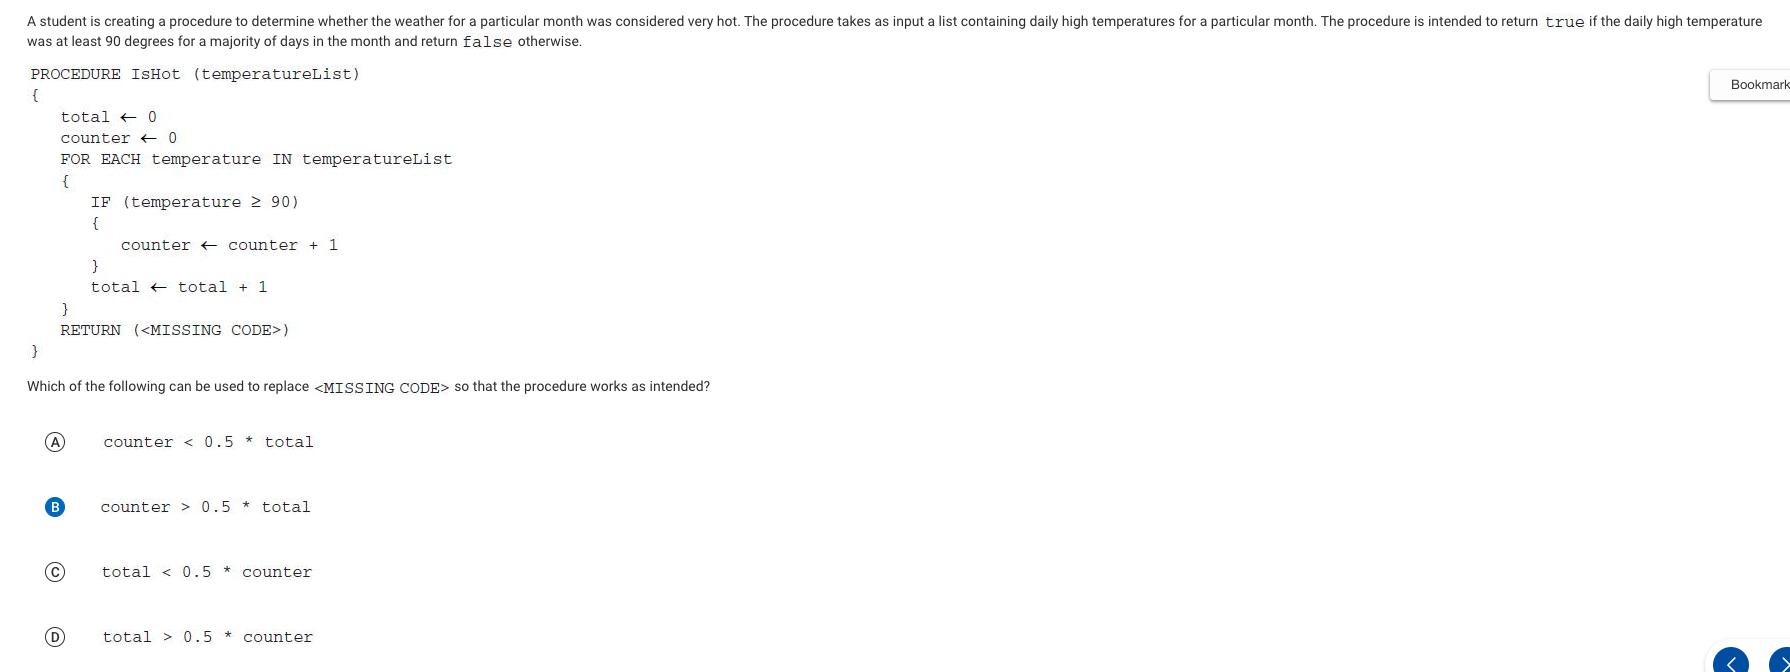 A student is creating a procedure to determine whether the weather for a particular month was considered very hot. The procedure takes as input a list containing daily high temperatures for a particular month. The procedure is intended to return true if the daily high temperature
was at least 90 degrees for a majority of days in the month and return false otherwise.
PROCEDURE IsHot (temperatureList)
{
total ← 0
counter ← 0
FOR EACH temperature IN temperatureList
{
IF (temperature ≥ 90)
{
counter ← counter + 1
}
total ← total + 1
}
RETURN (<MISSING CODE>)
}
Bookmark
Which of the following can be used to replace <MISSING CODE> so that the procedure works as intended?
A counter < 0.5 * total
B counter > 0.5 * total
C total < 0.5 * counter
D total > 0.5 * counter